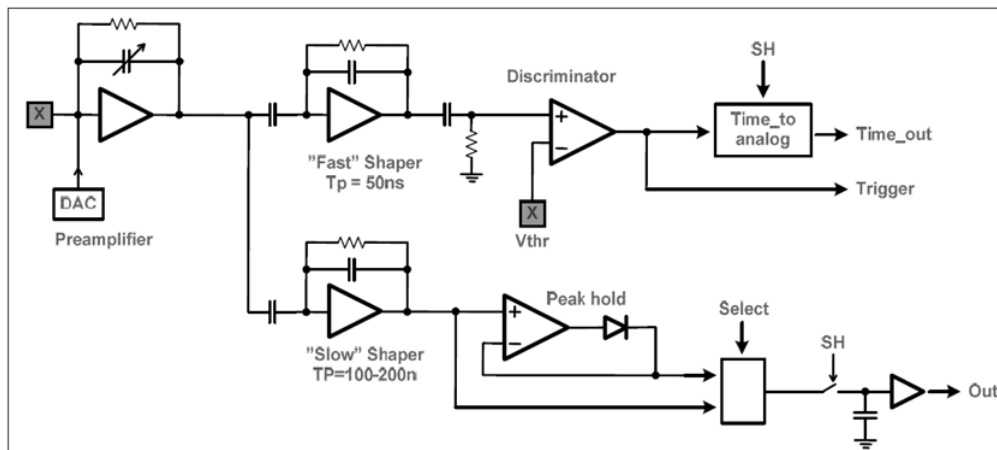 SH
Discriminator
X
Time_to
analog
Time_out
"Fast" Shaper
Tp = 50ns
DAC
X
Trigger
Preamplifier
Vthr
Peak hold
Select
"Slow" Shaper
TP=100-200n
SH
Out